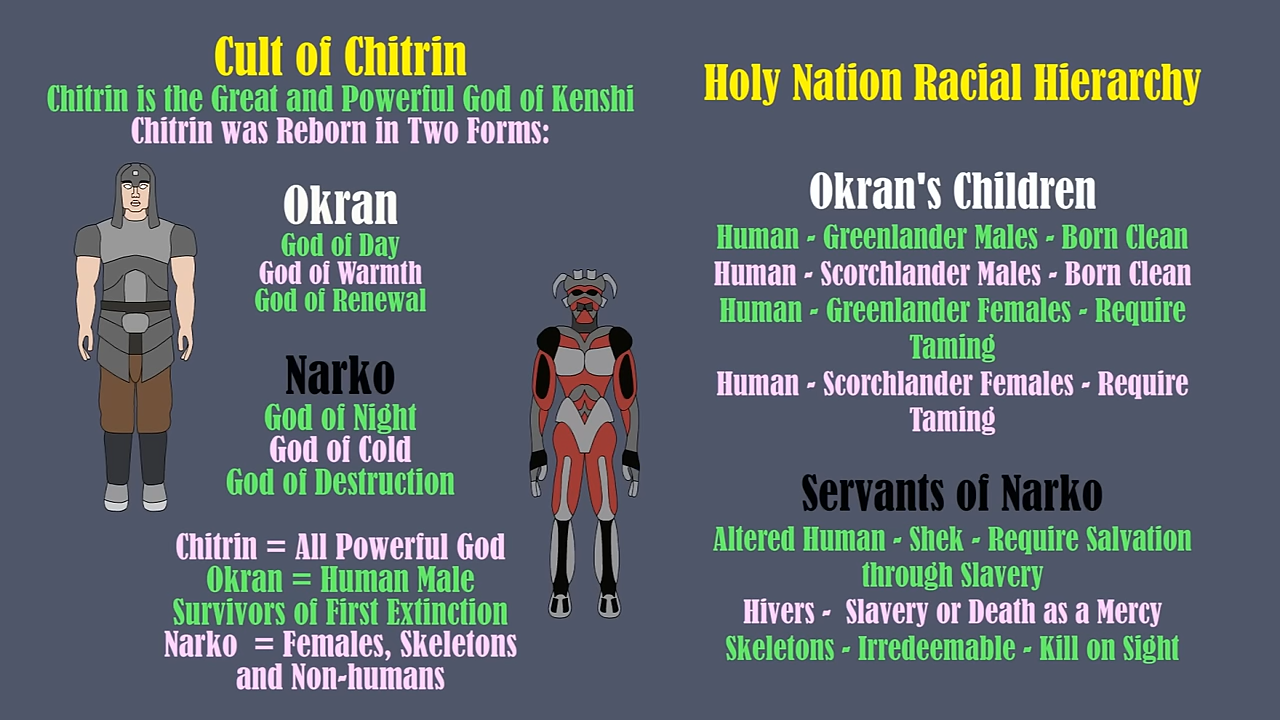 Cult of Chitrin
Chitrin is the Great and Powerful God of Kenshi
Chitrin was Reborn in Two Forms:
Okran
God of Day
God of Warmth
God of Renewal
Narko
God of Night
God of Cold
God of Destruction
Chitrin = All Powerful God
Okran = Human Male
Survivors of First Extinction
Narko = Females, Skeletons
and Non-humans
Holy Nation Racial Hierarchy
Okran's Children
Human - Greenlander Males - Born Clean
Human - Scorchlander Males - Born Clean
Human - Greenlander Females - Require
Taming
Human - Scorchlander Females - Require
Taming
Servants of Narko
Altered Human - Shek - Require Salvation
through Slavery
Hivers - Slavery or Death as a Mercy
Skeletons - Irredeemable - Kill on Sight